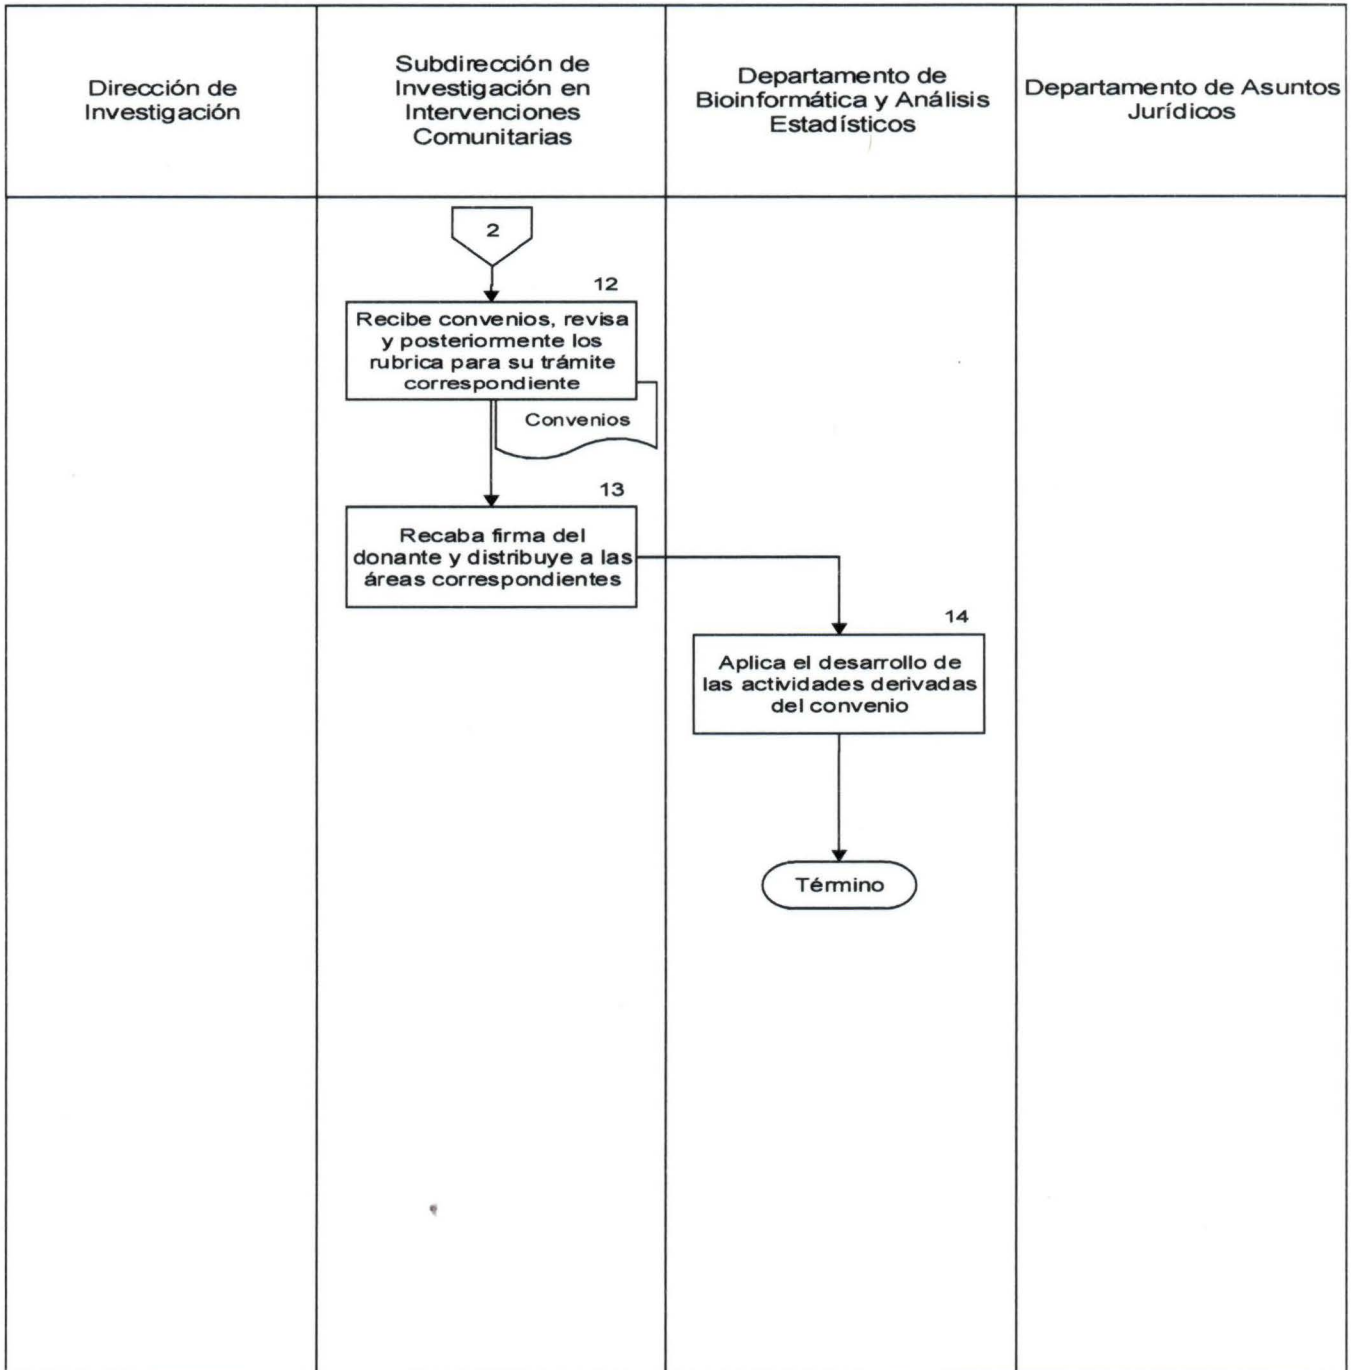 Dirección de
Investigación
Subdirección de
Investigación en
Intervenciones
Comunitarias
Departamento de
Bioinformática y Análisis
Estadísticos
Departamento de Asuntos
Jurídicos
2
12
Recibe convenios, revisa
y posteriormente los
rubrica para su trámite
correspondiente
Convenios
13
Recaba firma del
donante y distribuye a las
áreas correspondientes
14
Aplica el desarrollo de
las actividades derivadas
del convenio
Término